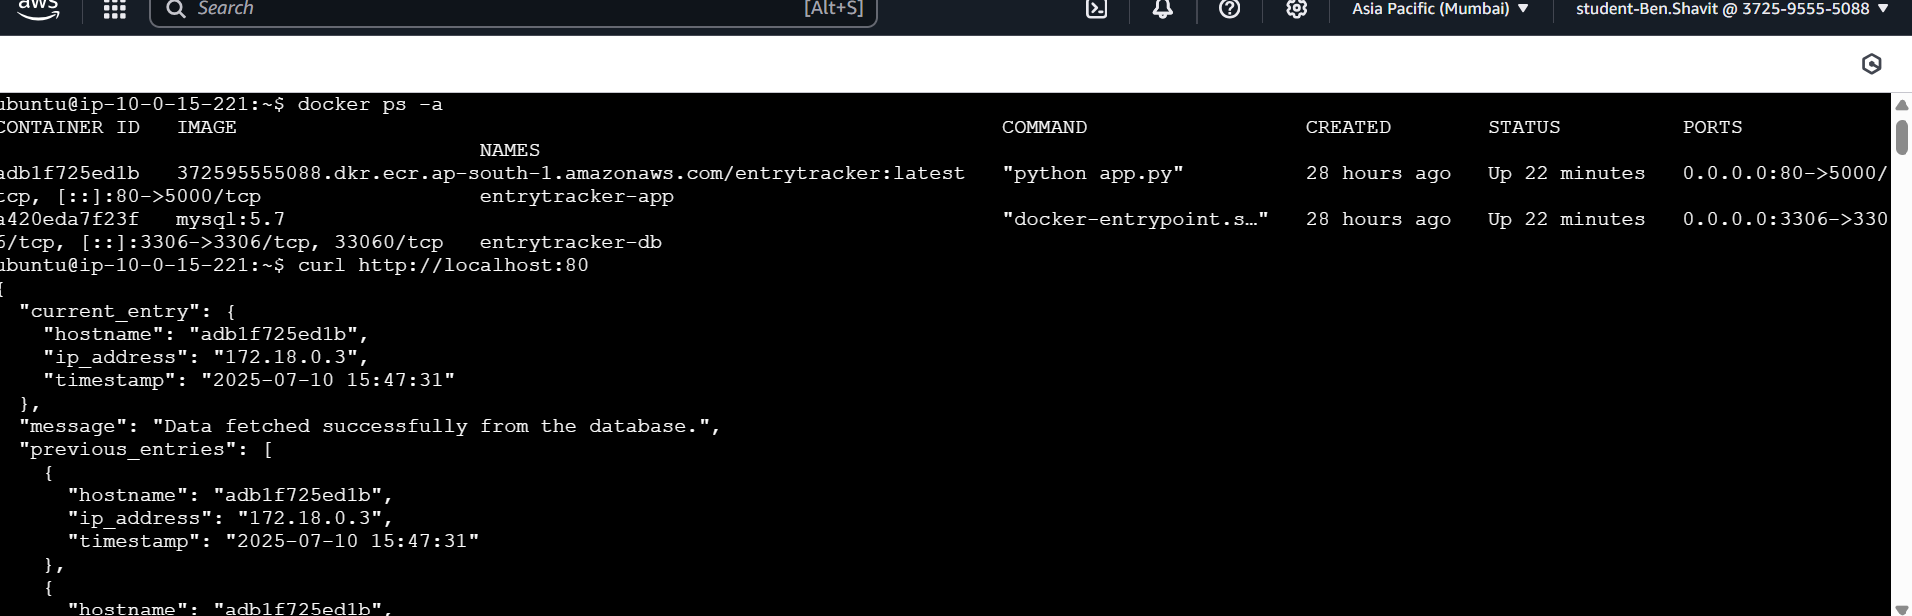 aws
Search [Alt+S] Asia Pacific (Mumbai) student-Ben.Shavit @ 3725-9555-5088
ubuntu@ip-10-0-15-221:~$ docker ps -a
CONTAINER ID IMAGE COMMAND CREATED STATUS PORTS
NAMES
adb1f725ed1b 372595555088.dkr.ecr.ap-south-1.amazonaws.com/entrytracker:latest "python app.py" 28 hours ago Up 22 minutes 0.0.0.0:80->5000/
tcp, [::]:80->5000/tcp entrytracker-app
a420eda7f23f mysql:5.7 "docker-entrypoint.s…" 28 hours ago Up 22 minutes 0.0.0.0:3306->330
6/tcp, [::]:3306->3306/tcp, 33060/tcp entrytracker-db
ubuntu@ip-10-0-15-221:~$ curl http://localhost:80
{
"current_entry": {
"hostname": "adb1f725ed1b",
"ip_address": "172.18.0.3",
"timestamp": "2025-07-10 15:47:31"
},
"message": "Data fetched successfully from the database.",
"previous_entries": [
{
"hostname": "adb1f725ed1b",
"ip_address": "172.18.0.3",
"timestamp": "2025-07-10 15:47:31"
},
{
"hostname": "adb1f725ed1b",